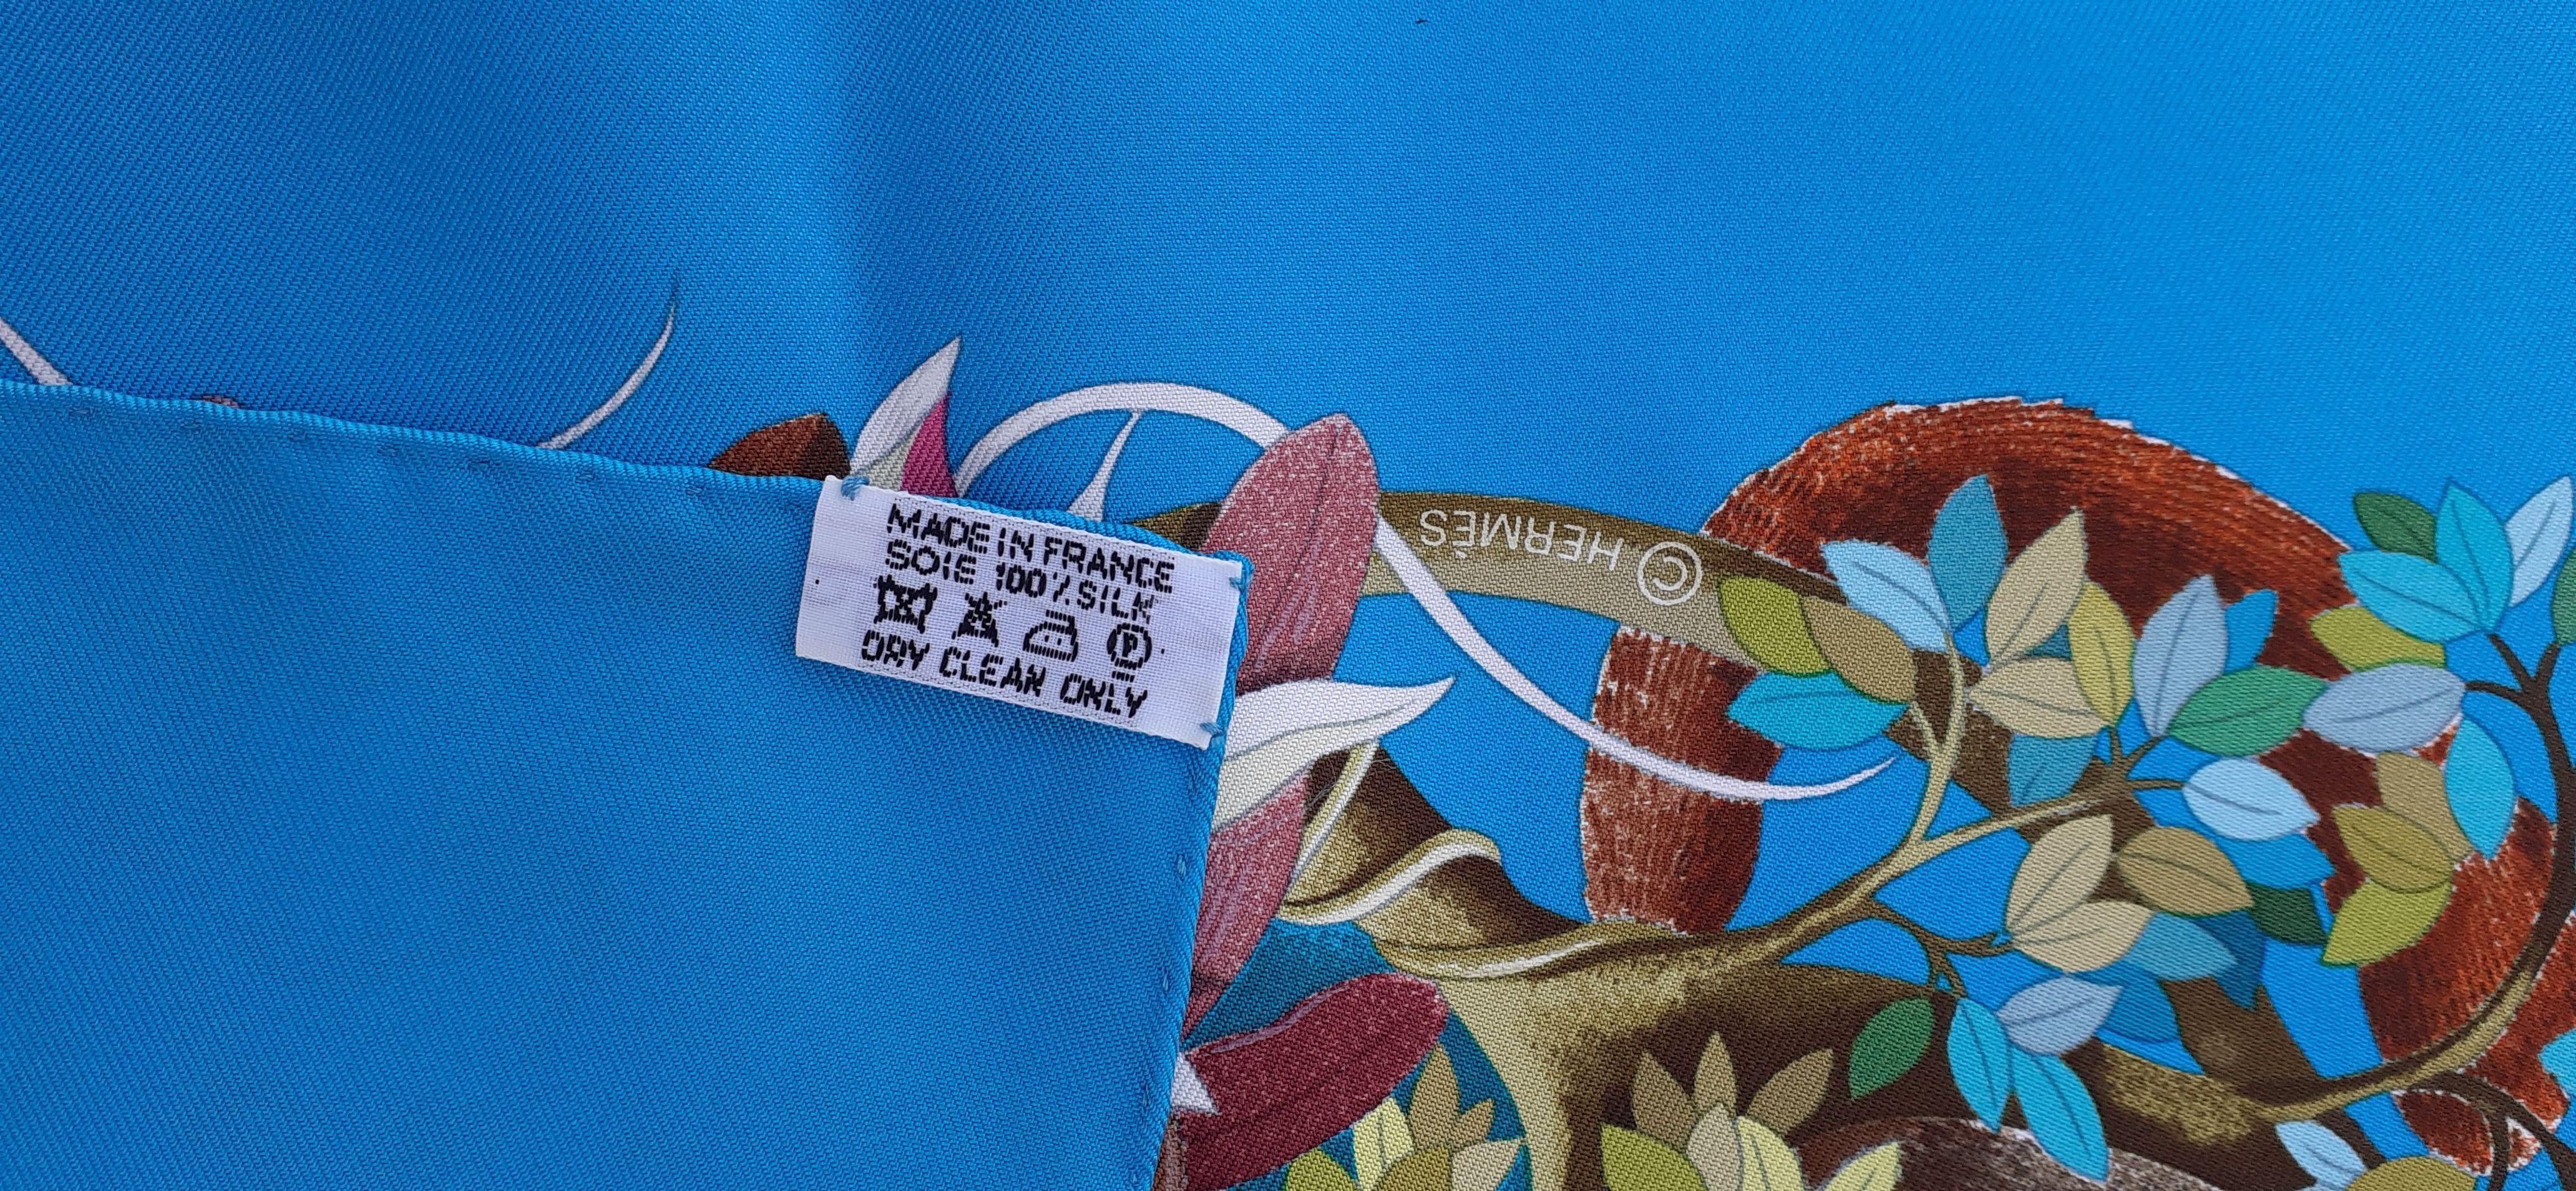 MADE IN FRANCE
SOIE 100% SILK
P
DRY CLEAN ONLY
© HERMÈS